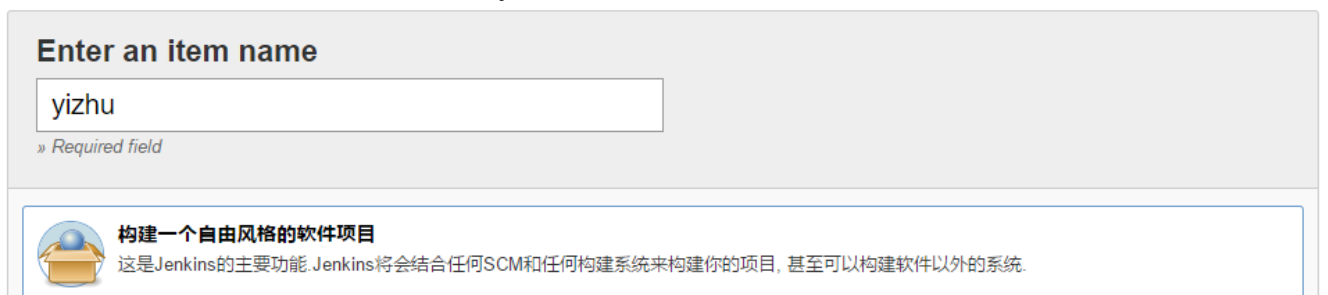 Enter an item name
yizhu
» Required field
构建一个自由风格的软件项目
这是Jenkins的主要功能.Jenkins将会结合任何SCM和任何构建系统来构建你的项目, 甚至可以构建软件以外的系统.